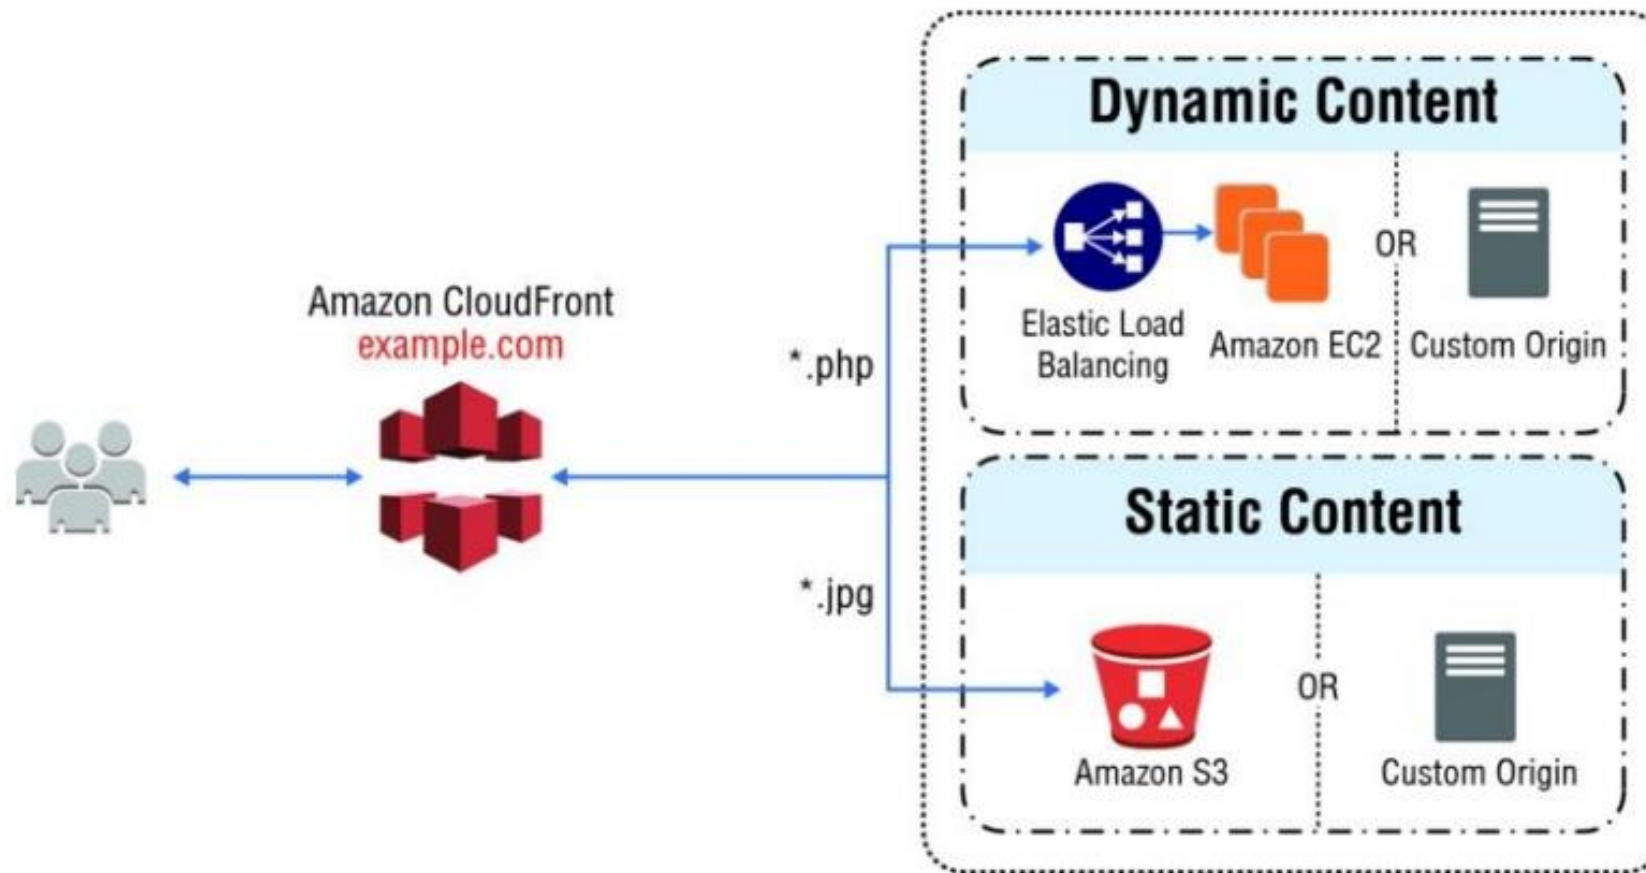 Amazon CloudFront
example.com
*.php
*.jpg
Dynamic Content
Elastic Load
Balancing
Amazon EC2
OR
Custom Origin
Static Content
Amazon S3
OR
Custom Origin